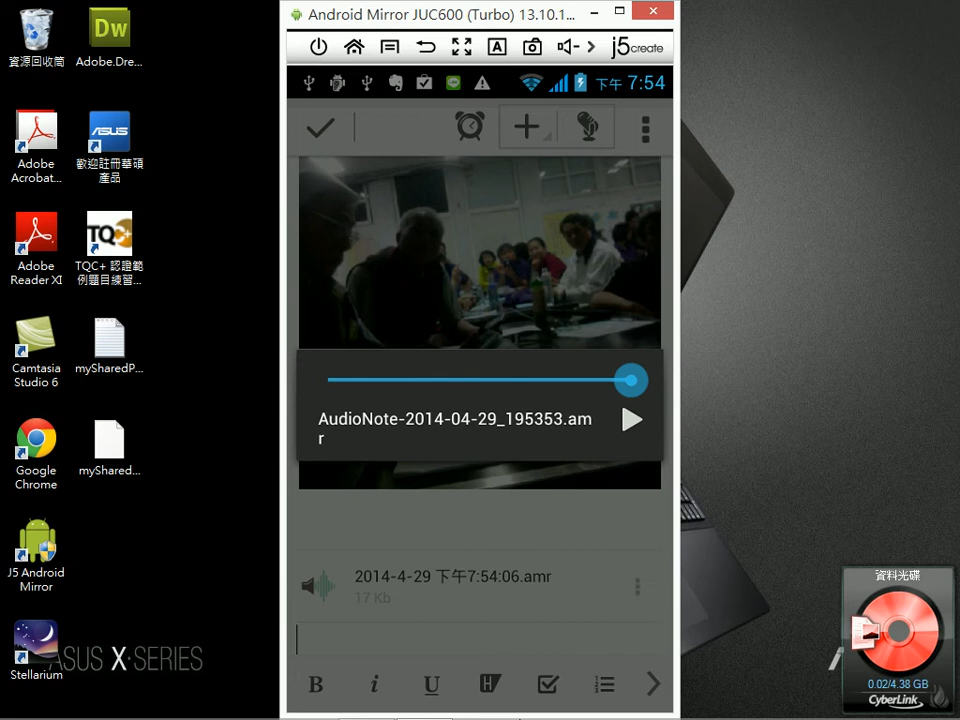 資源回收筒
Adobe.Dre...
Adobe
Acrobat...
ASUS
歡迎註冊華碩
產品
Adobe
Reader XI
TQC+
TQC+ 認證範
例題目練習...
Camtasia
Studio 6
mySharedP...
Google
Chrome
myShared...
J5 Android
Mirror
Stellarium
ASUS X-SERIES
Dw
Android Mirror JUC600 (Turbo) 13.10.1...
A
j5create
下午 7:54
AudioNote-2014-04-29_195353.am
r
2014-4-29 下午7:54:06.amr
17 Kb
B i U H
資料光碟
0.02/4.38 GB
CyberLink